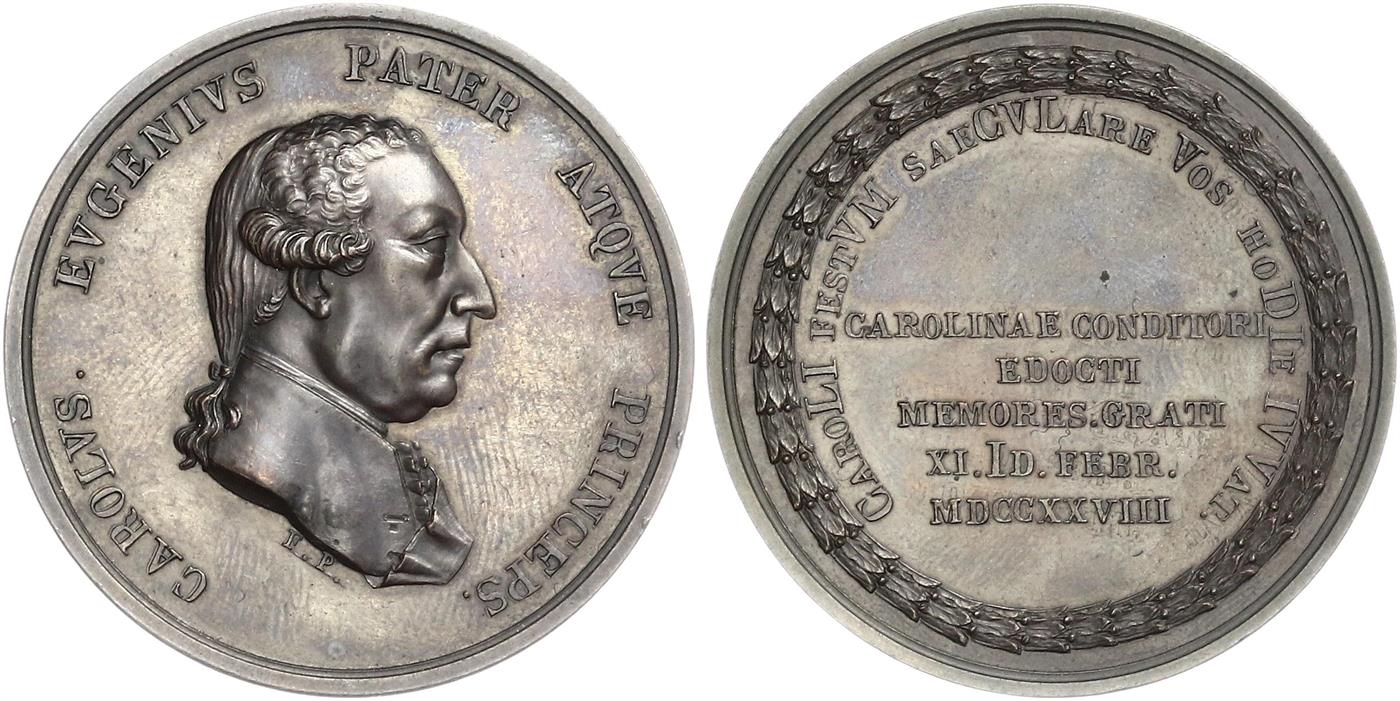 CAROLVS. EVGENIVS PATER ATQVE PRINCEPS.
I. P.
CAROLI FESTVM SAECVLARE VOS HODIE IVVAT.
CAROLINAE CONDITORI
EDOCTI
MEMORES.GRATI
XI.ID.FEBR.
MDCCXXVIII